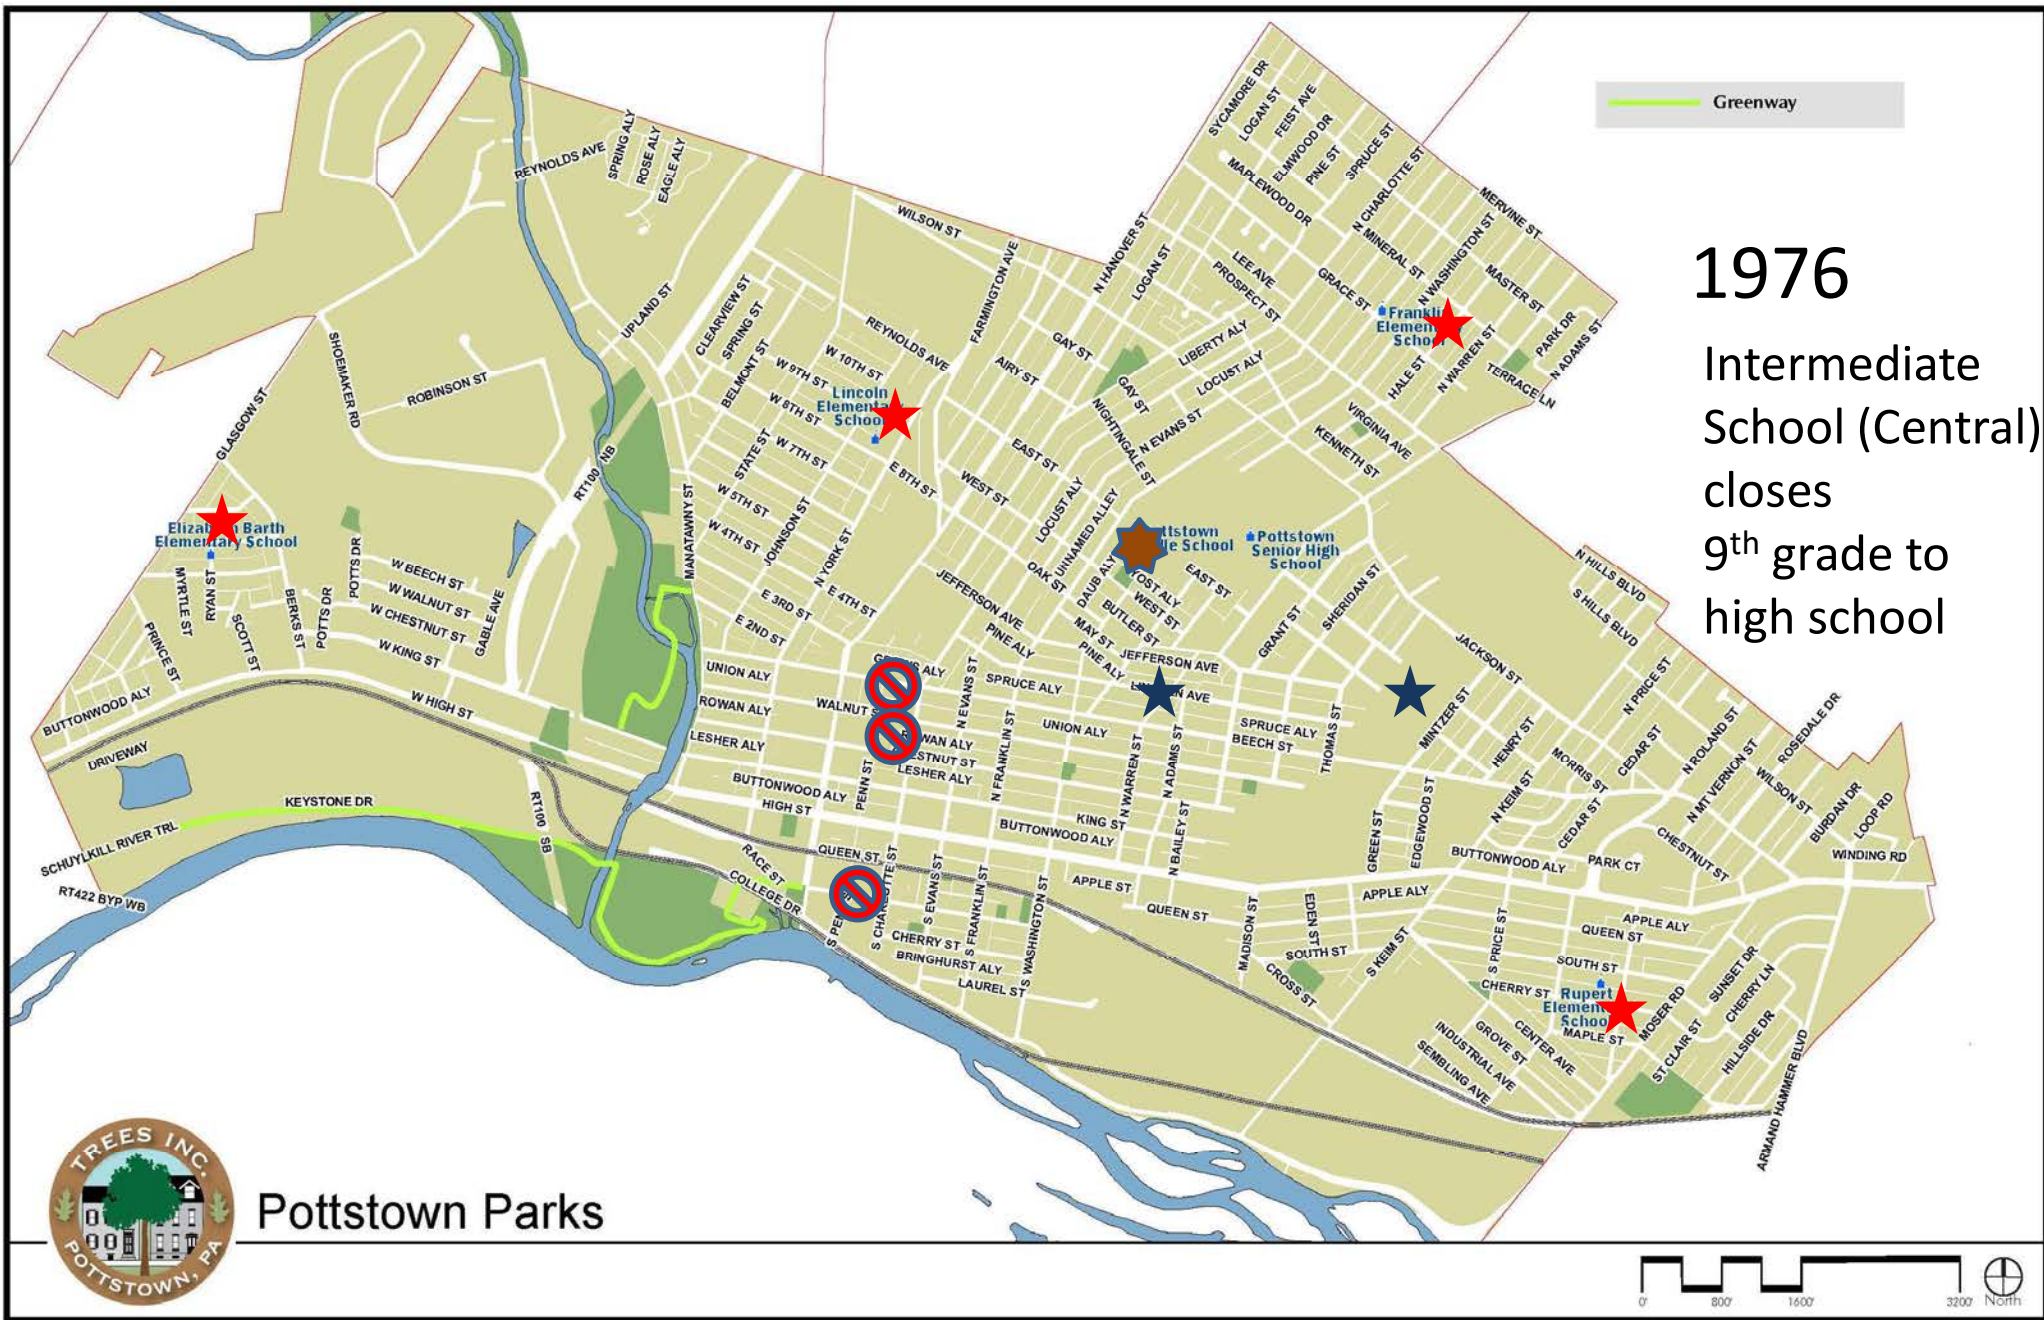 Greenway
1976
Intermediate
School (Central)
closes
9th grade to
high school
SYCAMORE DR
LOGAN ST
FEIST AVE
ELMWOOD DR
PINE ST
SPRUCE ST
N CHARLOTTE ST
MAPLEWOOD DR
MERVINE ST
N MINERAL ST
N WASHINGTON ST
MASTER ST
PARK DR
N ADAMS ST
TERRACE LN
N WARREN ST
HALE ST
GRACE ST
LEE AVE
PROSPECT ST
N HANOVER ST
LOGAN ST
LIBERTY ALY
LOCUST ALY
VIRGINIA AVE
KENNETH ST
School
SPRING ALY
ROSE ALY
EAGLE ALY
REYNOLDS AVE
WILSON ST
FARMINGTON AVE
UPLAND ST
CLEARVIEW ST
SPRING ST
BELMONT ST
REYNOLDS AVE
W 10TH ST
W 9TH ST
W 8TH ST
W 7TH ST
Lincoln
School
GAY ST
AIRY ST
GAY ST
NIGHTINGALE ST
N EVANS ST
EAST ST
WEST ST
E 8TH ST
STATE ST
W 5TH ST
W 4TH ST
JOHNSON ST
N YORK ST
LOCUST ALY
UNNAMED ALLEY
SHOEMAKER RD
ROBINSON ST
GLASGOW ST
RT100 NB
MANATAWNY ST
Barth
Elementary School
Pottstown
Senior High
School
School
MYRTLE ST
RYAN ST
SCOTT ST
BERKS ST
POTTS DR
POTTS DR
PRINCE ST
W BEECH ST
W WALNUT ST
W CHESTNUT ST
W KING ST
GABLE AVE
BUTTONWOOD ALY
DRIVEWAY
W HIGH ST
E 4TH ST
E 3RD ST
E 2ND ST
JEFFERSON AVE
OAK ST
DAUB ALY
YOST ALY
WEST ST
EAST ST
BUTLER ST
MAY ST
PINE ALY
PINE ALY
JEFFERSON AVE
GRANT ST
SHERIDAN ST
N HILLS BLVD
S HILLS BLVD
JACKSON ST
N PRICE ST
UNION ALY
ROWAN ALY
LESHER ALY
WALNUT
ALY
LESHER ALY
N EVANS ST
SPRUCE ALY
N FRANKLIN ST
UNION ALY
AVE
SPRUCE ALY
BEECH ST
THOMAS ST
MINTZER ST
HENRY ST
MORRIS ST
CEDAR ST
N ROLAND ST
N MT VERNON ST
WILSON ST
ROSEDALE DR
BURDAN DR
LOOP RD
WINDING RD
N KEIM ST
CEDAR ST
CHESTNUT ST
PARK CT
BUTTONWOOD ALY
BUTTONWOOD ALY
HIGH ST
PENN ST
N WARREN ST
N ADAMS ST
N BAILEY ST
KING ST
BUTTONWOOD ALY
GREEN ST
EDGEWOOD ST
APPLE ALY
APPLE ALY
QUEEN ST
APPLE ST
QUEEN ST
QUEEN ST
RACE ST
COLLEGE DR
S EVANS ST
S FRANKLIN ST
S WASHINGTON ST
CHERRY ST
BRINGHURST ALY
LAUREL ST
MADISON ST
EDEN ST
SOUTH ST
CROSS ST
S KEIM ST
S PRICE ST
SOUTH ST
CHERRY ST
Rupert
MAPLE ST
MOSER RD
SUNSET DR
CHERRY LN
HILLSIDE DR
ST CLAIR ST
CENTER AVE
GROVE ST
INDUSTRIAL AVE
SEMBLING AVE
ARMAND HAMMER BLVD
KEYSTONE DR
SCHUYLKILL RIVER TRL
RT422 BYP WB
RT100 SB
TREES INC.
POTTSTOWN, PA
Pottstown Parks
0' 800' 1600' 3200' North